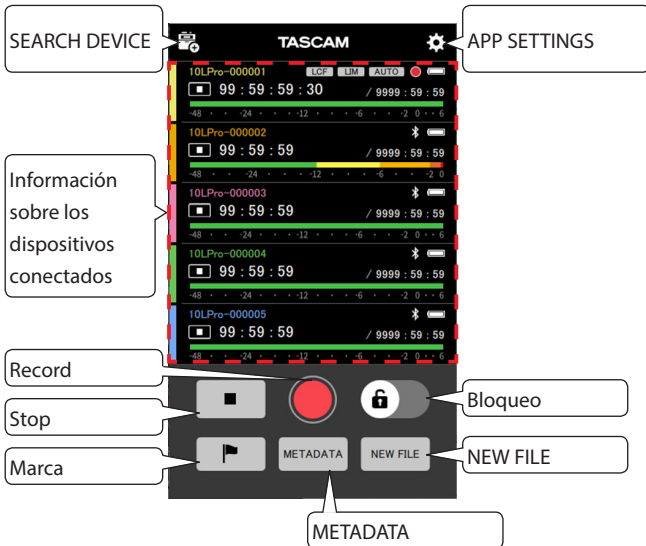 SEARCH DEVICE
TASCAM
APP SETTINGS
10LPro-000001 LCF LIM AUTO
99 : 59 : 59 : 30 / 9999 : 59 : 59
-48 · · -24 · · · -12 · · · -6 · · -2 0 · · 6
10LPro-000002
99 : 59 : 59 / 9999 : 59 : 59
-48 · · -24 · · · -12 · · · -6 · · -2 0
Información
sobre los
dispositivos
conectados
10LPro-000003
99 : 59 : 59 / 9999 : 59 : 59
-48 · · -24 · · · -12 · · · -6 · · -2 0 · · 6
10LPro-000004
99 : 59 : 59 / 9999 : 59 : 59
-48 · · -24 · · · -12 · · · -6 · · -2 0 · · 6
10LPro-000005
99 : 59 : 59 / 9999 : 59 : 59
-48 · · -24 · · · -12 · · · -6 · · -2 0 · · 6
Record
Stop
Bloqueo
Marca
METADATA
NEW FILE
NEW FILE
METADATA